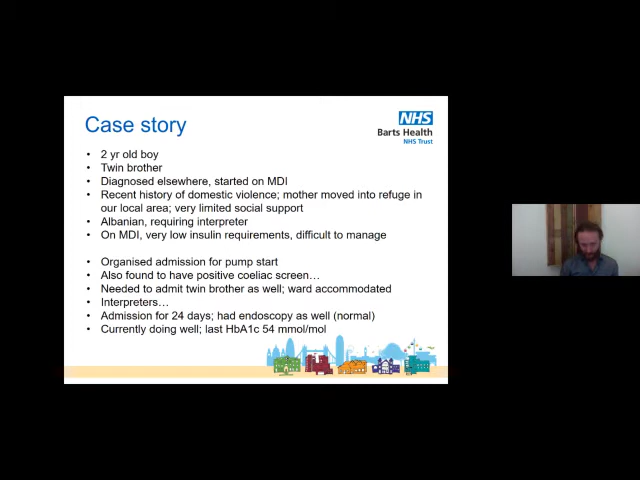 Case story
NHS
Barts Health
NHS Trust
• 2 yr old boy
• Twin brother
• Diagnosed elsewhere, started on MDI
• Recent history of domestic violence; mother moved into refuge in
our local area; very limited social support
• Albanian, requiring interpreter
• On MDI, very low insulin requirements, difficult to manage
• Organised admission for pump start
• Also found to have positive coeliac screen…
• Needed to admit twin brother as well; ward accommodated
• Interpreters…
• Admission for 24 days; had endoscopy as well (normal)
• Currently doing well; last HbA1c 54 mmol/mol